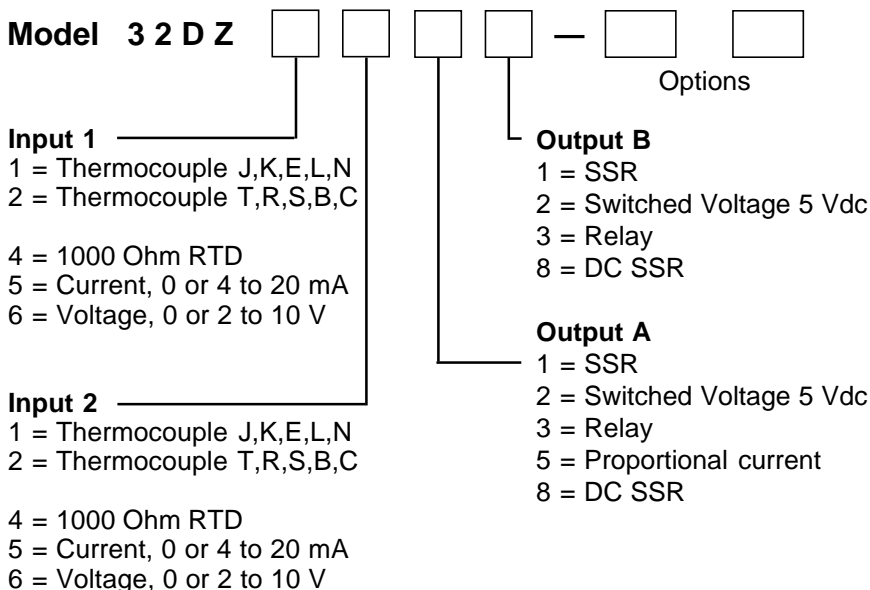 Model 3 2 D Z —
Options
Input 1
1 = Thermocouple J,K,E,L,N
2 = Thermocouple T,R,S,B,C
4 = 1000 Ohm RTD
5 = Current, 0 or 4 to 20 mA
6 = Voltage, 0 or 2 to 10 V
Input 2
1 = Thermocouple J,K,E,L,N
2 = Thermocouple T,R,S,B,C
4 = 1000 Ohm RTD
5 = Current, 0 or 4 to 20 mA
6 = Voltage, 0 or 2 to 10 V
Output B
1 = SSR
2 = Switched Voltage 5 Vdc
3 = Relay
8 = DC SSR
Output A
1 = SSR
2 = Switched Voltage 5 Vdc
3 = Relay
5 = Proportional current
8 = DC SSR